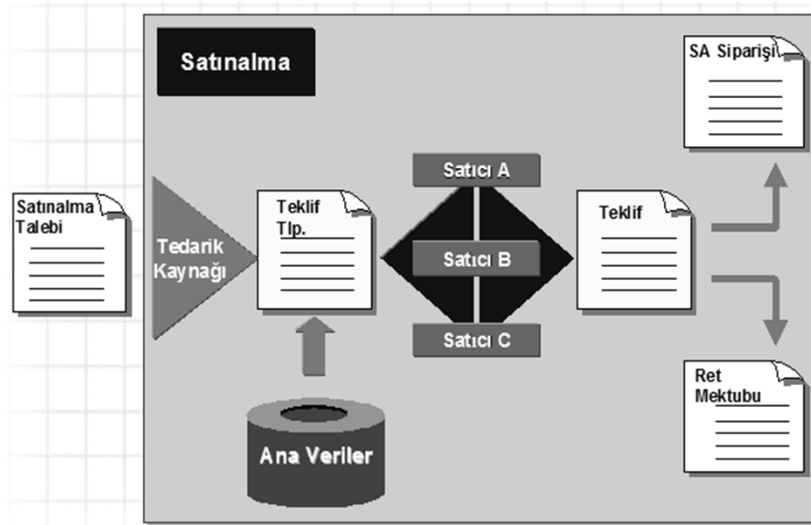 Satınalma
SA Siparişi
Satınalma
Talebi
Tedarik
Kaynağı
Teklif
Tlp.
Satıcı A
Satıcı B
Satıcı C
Teklif
Ana Veriler
Ret
Mektubu